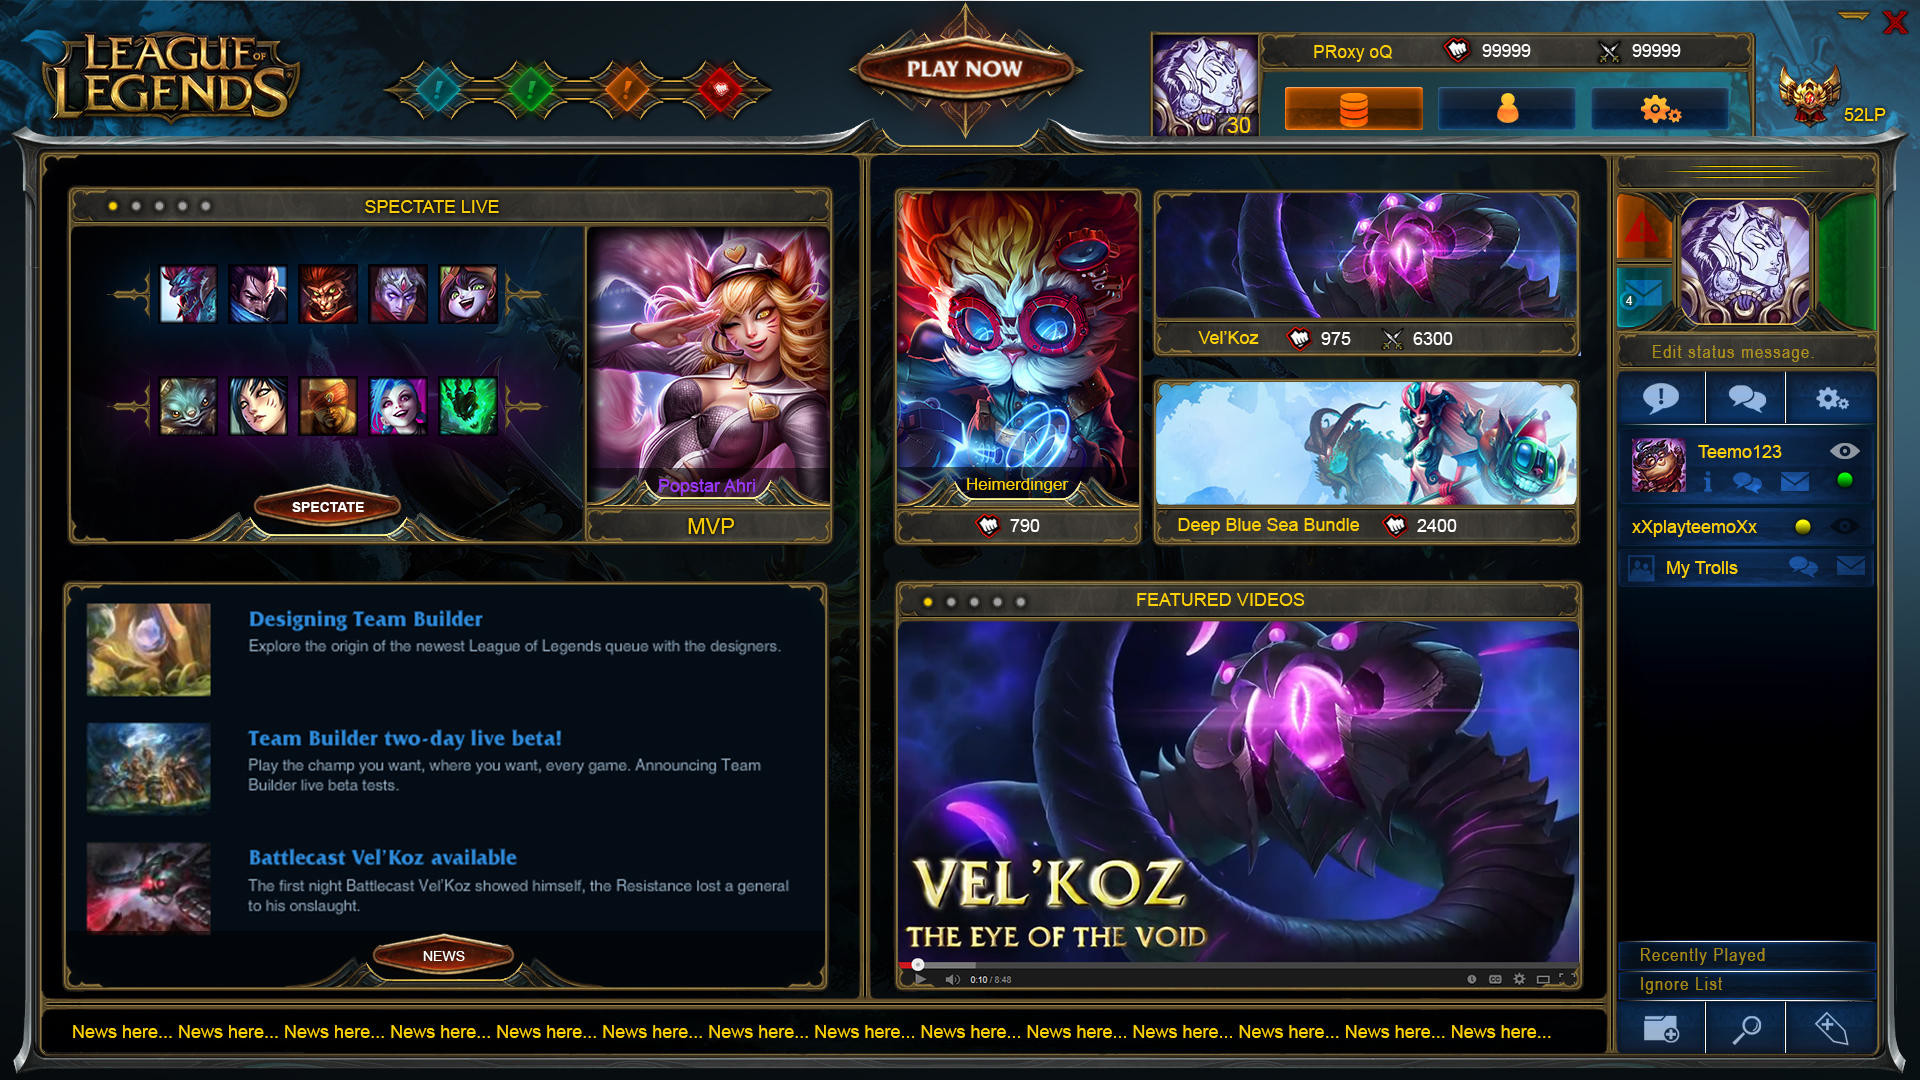 LEAGUE OF LEGENDS
PLAY NOW
PRoxy oQ 99999 99999
30
52LP
SPECTATE LIVE
Popstar Ahri
SPECTATE
MVP
Heimerdinger
790
Vel'Koz 975 6300
Deep Blue Sea Bundle 2400
4
Edit status message.
Teemo123
xXplayteemoXx
My Trolls
Designing Team Builder
Explore the origin of the newest League of Legends queue with the designers.
Team Builder two-day live beta!
Play the champ you want, where you want, every game. Announcing Team
Builder live beta tests.
Battlecast Vel'Koz available
The first night Battlecast Vel'Koz showed himself, the Resistance lost a general
to his onslaught.
NEWS
FEATURED VIDEOS
VEL'KOZ
THE EYE OF THE VOID
0:10 / 8:48
Recently Played
Ignore List
News here... News here... News here... News here... News here... News here... News here... News here... News here... News here... News here... News here... News here... News here...